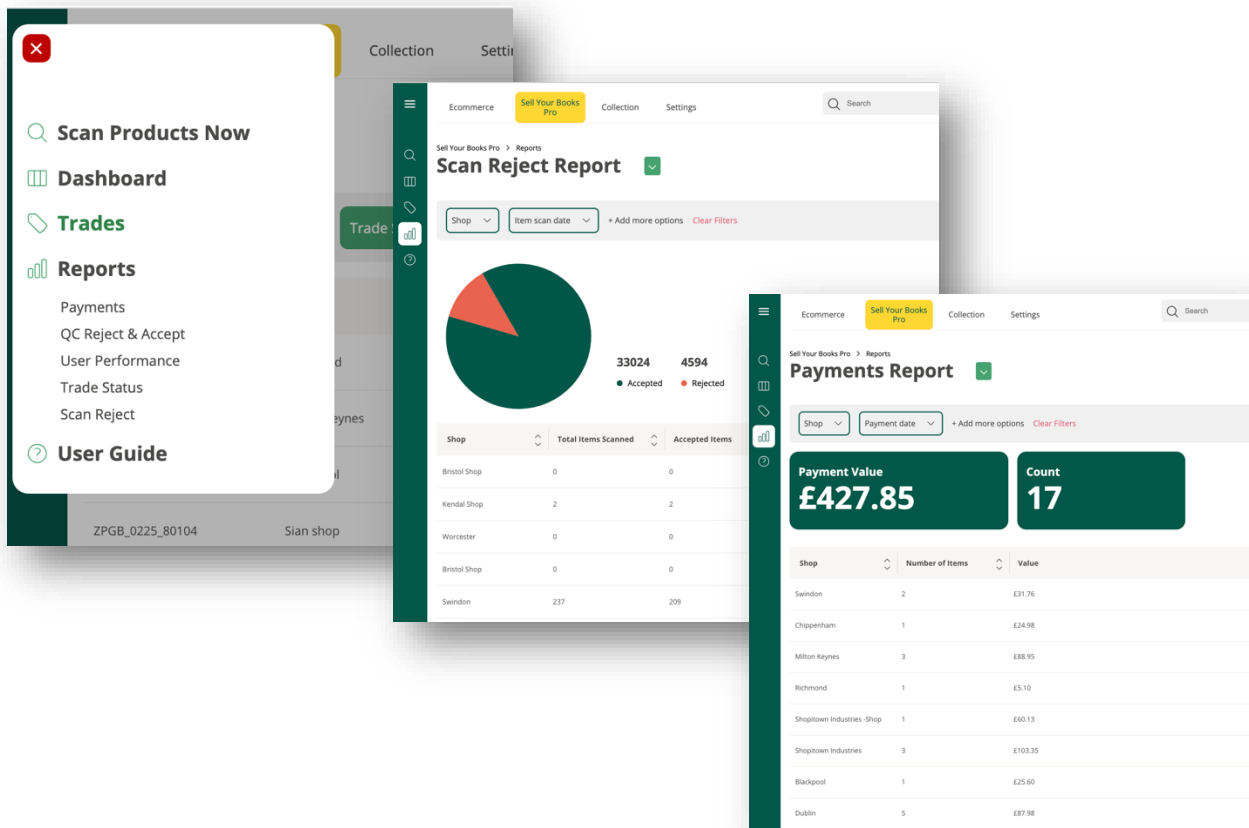 Collection
Scan Products Now
Dashboard
Trades
Reports
Payments
QC Reject & Accept
User Performance
Trade Status
Scan Reject
User Guide
Trade
ZPGB_0225_80104 Sian shop
Ecommerce Sell Your Books Pro Collection Settings Search
Sell Your Books Pro > Reports
Scan Reject Report
Shop Item scan date + Add more options Clear Filters
33024 4594
Accepted Rejected
Shop Total Items Scanned Accepted Items
Bristol Shop 0 0
Kendal Shop 2 2
Worcester 0 0
Bristol Shop 0 0
Swindon 237 209
Ecommerce Sell Your Books Pro Collection Settings Search
Sell Your Books Pro > Reports
Payments Report
Shop Payment date + Add more options Clear Filters
Payment Value Count
£427.85 17
Shop Number of Items Value
Swindon 2 £31.76
Chippenham 1 £24.98
Milton Keynes 3 £88.95
Richmond 1 £5.10
Shopitown Industries -Shop 1 £60.13
Shopitown Industries 3 £103.35
Blackpool 1 £25.60
Dublin 5 £87.98